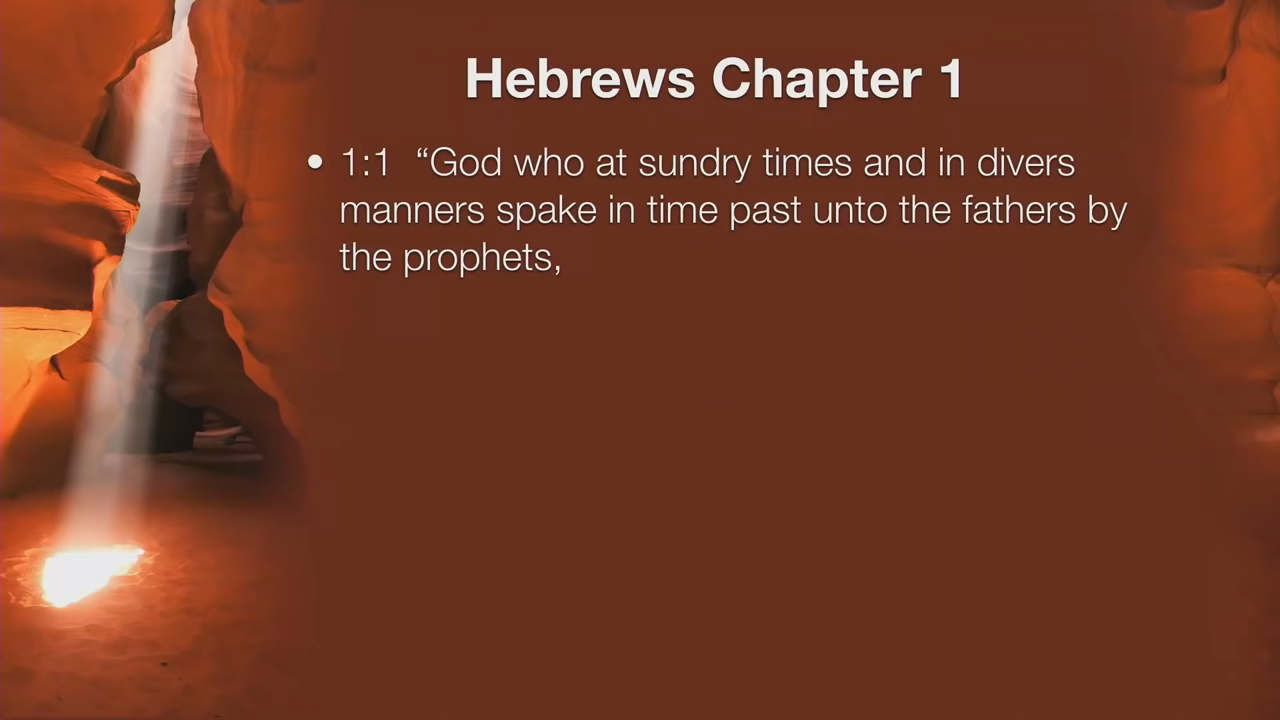 Hebrews Chapter 1
• 1:1  “God who at sundry times and in divers
manners spake in time past unto the fathers by
the prophets,